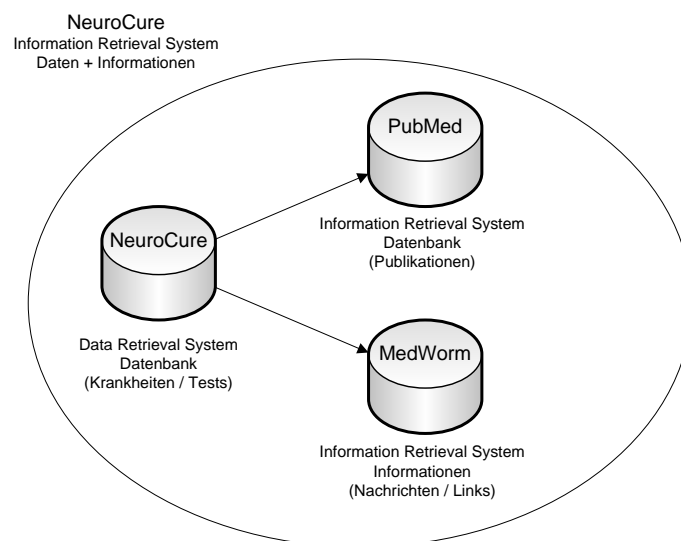 NeuroCure
Information Retrieval System
Daten + Informationen
PubMed
Information Retrieval System
Datenbank
(Publikationen)
NeuroCure
Data Retrieval System
Datenbank
(Krankheiten / Tests)
MedWorm
Information Retrieval System
Informationen
(Nachrichten / Links)